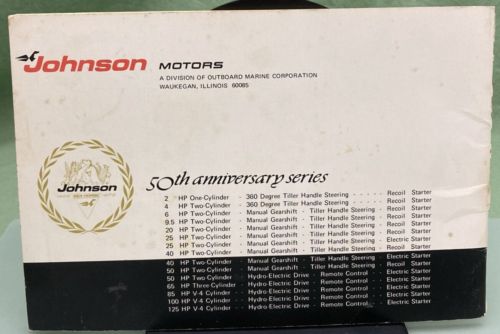 Johnson MOTORS
A DIVISION OF OUTBOARD MARINE CORPORATION
WAUKEGAN, ILLINOIS 60085
Johnson
50th anniversary series
2 HP One-Cylinder - 360 Degree Tiller Handle Steering - - - - - - Recoil Starter
4 HP Two-Cylinder - 360 Degree Tiller Handle Steering - - - - - - Recoil Starter
6 HP Two-Cylinder - Manual Gearshift - Tiller Handle Steering - Recoil Starter
9.5 HP Two-Cylinder - Manual Gearshift - Tiller Handle Steering - Recoil Starter
20 HP Two-Cylinder - Manual Gearshift - Tiller Handle Steering - Recoil Starter
25 HP Two-Cylinder - Manual Gearshift - Tiller Handle Steering - Recoil Starter
25 HP Two-Cylinder - Manual Gearshift - Tiller Handle Steering - Electric Starter
40 HP Two-Cylinder - Manual Gearshift - Tiller Handle Steering - Recoil Starter
40 HP Two-Cylinder - Manual Gearshift - Tiller Handle Steering - Electric Starter
50 HP Two-Cylinder - Manual Gearshift - Tiller Handle Steering - Recoil Starter
50 HP Two-Cylinder - Hydro-Electric Drive - Remote Control - - Electric Starter
65 HP Three-Cylinder - Hydro-Electric Drive - Remote Control - - Electric Starter
85 HP V-4 Cylinder - Hydro-Electric Drive - Remote Control - - Electric Starter
100 HP V-4 Cylinder - Hydro-Electric Drive - Remote Control - - Electric Starter
125 HP V-4 Cylinder - Hydro-Electric Drive - Remote Control - - Electric Starter